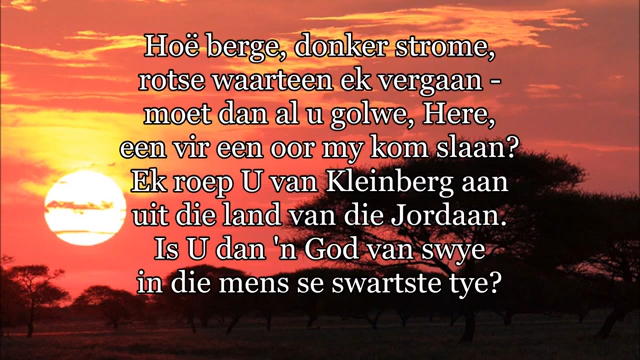 Hoë berge, donker strome,
rotse waarteen ek vergaan -
moet dan al u golwe, Here,
een vir een oor my kom slaan?
Ek roep U van Kleinberg aan
uit die land van die Jordaan.
Is U dan 'n God van swye
in die mens se swartste tye?